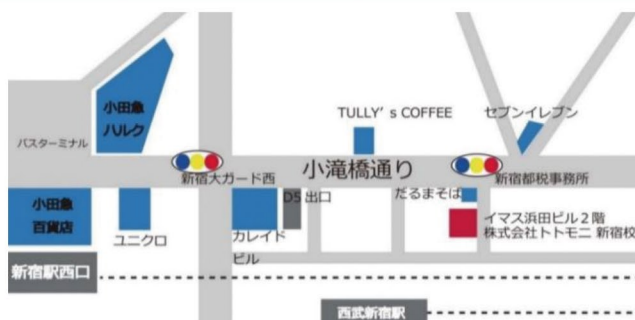 小田急
ハルク
バスターミナル
TULLY’s COFFEE
セブンイレブン
新宿大ガード西
小滝橋通り
新宿都税事務所
小田急
百貨店
ユニクロ
カレイド
ビル
D5 出口
だるまそば
イマス浜田ビル２階
株式会社トトモニ 新宿校
新宿駅西口
西武新宿駅